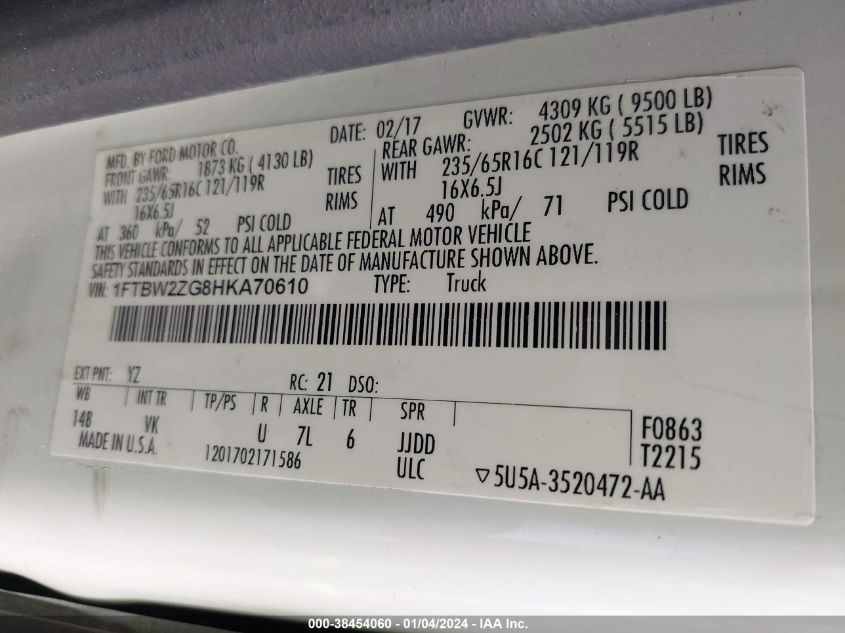 MFD. BY FORD MOTOR CO.
DATE: 02/17 GVWR: 4309 KG ( 9500 LB)
FRONT GAWR: 1873 KG ( 4130 LB)
REAR GAWR: 2502 KG ( 5515 LB)
WITH 235/65R16C 121/119R TIRES
WITH 235/65R16C 121/119R TIRES
16X6.5J RIMS
16X6.5J RIMS
AT 360 kPa/ 52 PSI COLD
AT 490 kPa/ 71 PSI COLD
THIS VEHICLE CONFORMS TO ALL APPLICABLE FEDERAL MOTOR VEHICLE
SAFETY STANDARDS IN EFFECT ON THE DATE OF MANUFACTURE SHOWN ABOVE.
VIN: 1FTBW2ZG8HKA70610 TYPE: Truck
EXT PNT: YZ RC: 21 DSO:
WB INT TR TP/PS R AXLE TR SPR
148 VK U 7L 6 JJDD F0863
MADE IN U.S.A. 1201702171586 ULC T2215
▽5U5A-3520472-AA
000-38454060 - 01/04/2024 - IAA Inc.